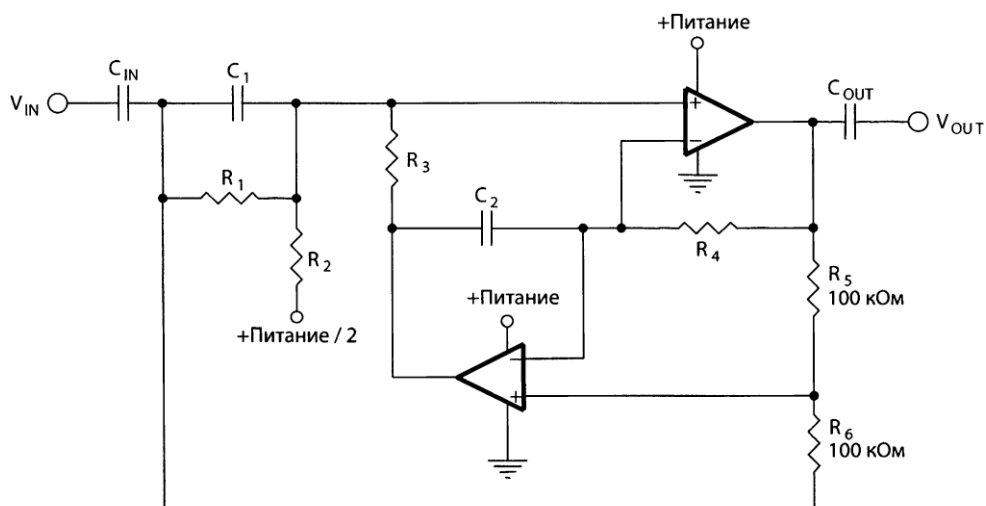 +Питание
C_IN
C_1
C_OUT
V_IN
V_OUT
+
−
R_3
R_1
C_2
R_4
R_2
R_5
100 кОм
+Питание
+Питание / 2
−
+
R_6
100 кОм